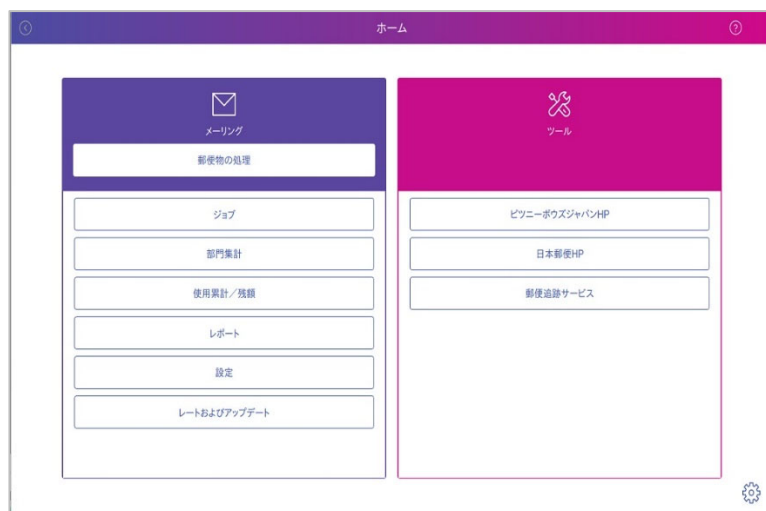 ホーム
メーリング
郵便物の処理
ジョブ
部門集計
使用累計／残額
レポート
設定
レートおよびアップデート
ツール
ピツニーボウズジャパンHP
日本郵便HP
郵便追跡サービス